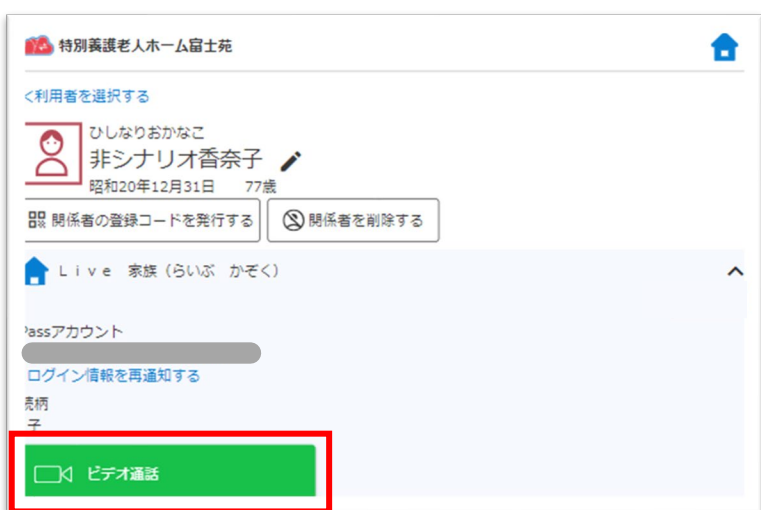 特別養護老人ホーム富士苑
<利用者を選択する
ひしなりおかなこ
非シナリオ香奈子
昭和20年12月31日 77歳
関係者の登録コードを発行する 関係者を削除する
Live 家族（らいぶ かぞく）
Passアカウント
ログイン情報を再通知する
続柄
子
ビデオ通話